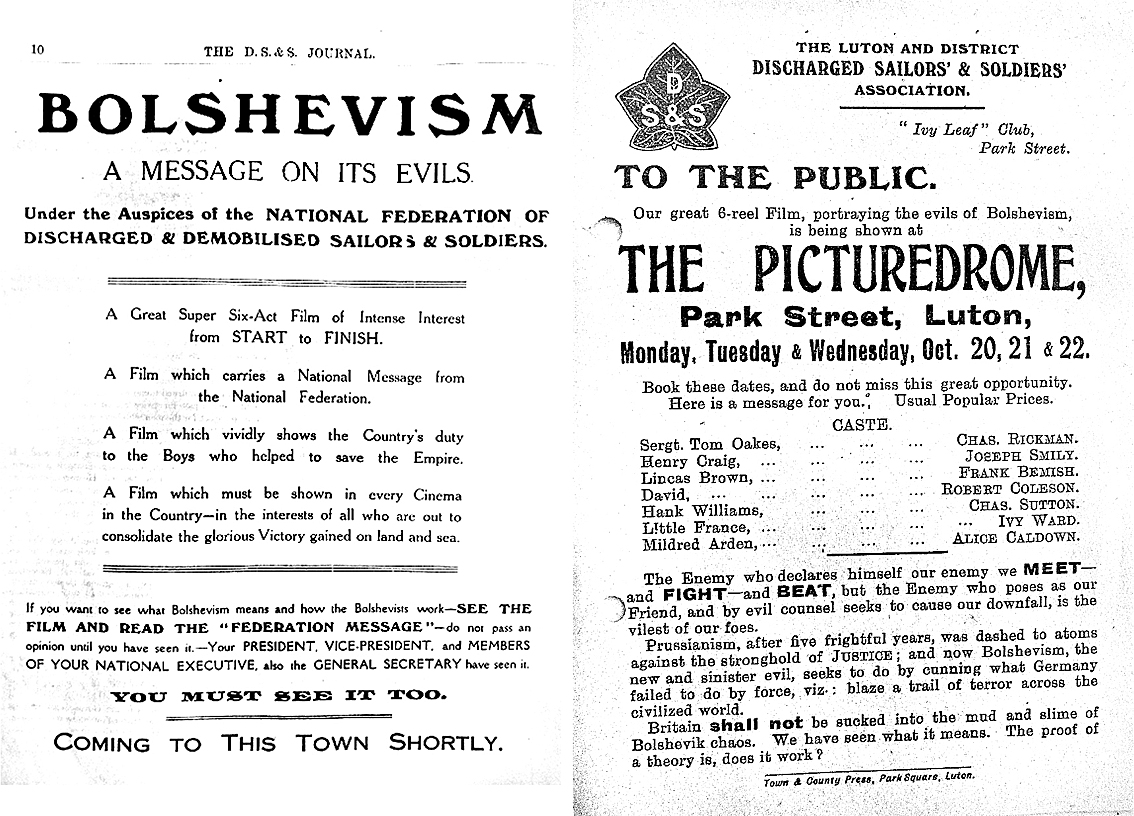 10
THE D.S.&S. JOURNAL.
BOLSHEVISM
A MESSAGE ON ITS EVILS.
Under the Auspices of the NATIONAL FEDERATION OF
DISCHARGED & DEMOBILISED SAILORS & SOLDIERS.
A Great Super Six-Act Film of Intense Interest
from START to FINISH.
A Film which carries a National Message from
the National Federation.
A Film which vividly shows the Country's duty
to the Boys who helped to save the Empire.
A Film which must be shown in every Cinema
in the Country—in the interests of all who are out to
consolidate the glorious Victory gained on land and sea.
If you want to see what Bolshevism means and how the Bolshevists work—SEE THE
FILM AND READ THE "FEDERATION MESSAGE"—do not pass an
opinion until you have seen it.—Your PRESIDENT, VICE-PRESIDENT, and MEMBERS
OF YOUR NATIONAL EXECUTIVE, also the GENERAL SECRETARY have seen it.
YOU MUST SEE IT TOO.
COMING TO THIS TOWN SHORTLY.
D
S&S
THE LUTON AND DISTRICT
DISCHARGED SAILORS' & SOLDIERS'
ASSOCIATION.
"Ivy Leaf" Club,
Park Street.
TO THE PUBLIC.
Our great 6-reel Film, portraying the evils of Bolshevism,
is being shown at
THE PICTUREDROME,
Park Street, Luton,
Monday, Tuesday & Wednesday, Oct. 20, 21 & 22.
Book these dates, and do not miss this great opportunity.
Here is a message for you. Usual Popular Prices.
CASTE.
Sergt. Tom Oakes, ... ... ... CHAS. RICKMAN.
Henry Craig, ... ... ... ... JOSEPH SMILY.
Lincas Brown, ... ... ... ... FRANK BEMISH.
David, ... ... ... ... ROBERT COLESON.
Hank Williams, ... ... ... CHAS. SUTTON.
Little France, ... ... ... ... ... IVY WARD.
Mildred Arden, ... ... ... ... ALICE CALDOWN.
The Enemy who declares himself our enemy we MEET—
and FIGHT—and BEAT, but the Enemy who poses as our
Friend, and by evil counsel seeks to cause our downfall, is the
vilest of our foes.
Prussianism, after five frightful years, was dashed to atoms
against the stronghold of JUSTICE; and now Bolshevism, the
new and sinister evil, seeks to do by cunning what Germany
failed to do by force, viz.: blaze a trail of terror across the
civilized world.
Britain shall not be sucked into the mud and slime of
Bolshevik chaos. We have seen what it means. The proof of
a theory is, does it work?
Town & County Press, Park Square, Luton.